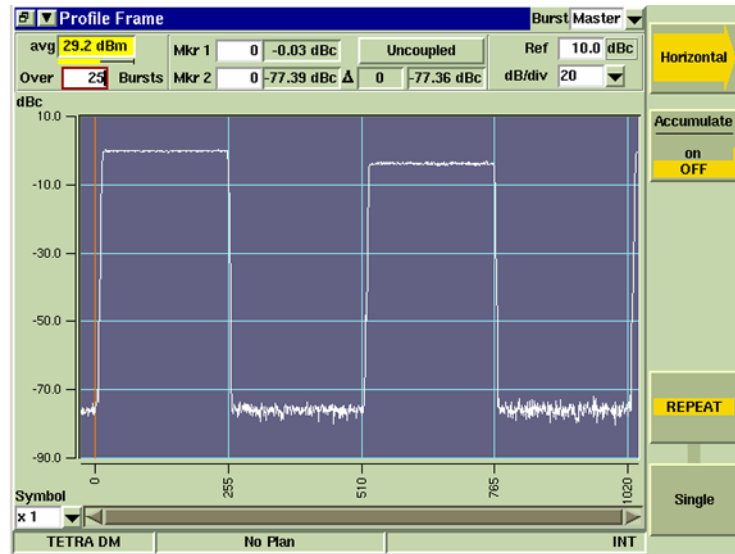 Profile Frame Burst Master
avg 29.2 dBm Mkr 1 0 -0.03 dBc Uncoupled Ref 10.0 dBc
Over 25 Bursts Mkr 2 0 -77.39 dBc Δ 0 -77.36 dBc dB/div 20
dBc
10.0
-10.0
-30.0
-50.0
-70.0
-90.0
0 255 510 765 1020
Symbol
x 1
TETRA DM No Plan INT
Horizontal
Accumulate
on
OFF
REPEAT
Single